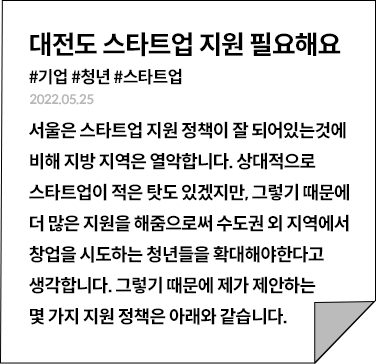 대전도 스타트업 지원 필요해요
#기업 #청년 #스타트업
2022.05.25
서울은 스타트업 지원 정책이 잘 되어있는것에
비해 지방 지역은 열악합니다. 상대적으로
스타트업이 적은 탓도 있겠지만, 그렇기 때문에
더 많은 지원을 해줌으로써 수도권 외 지역에서
창업을 시도하는 청년들을 확대해야한다고
생각합니다. 그렇기 때문에 제가 제안하는
몇 가지 지원 정책은 아래와 같습니다.